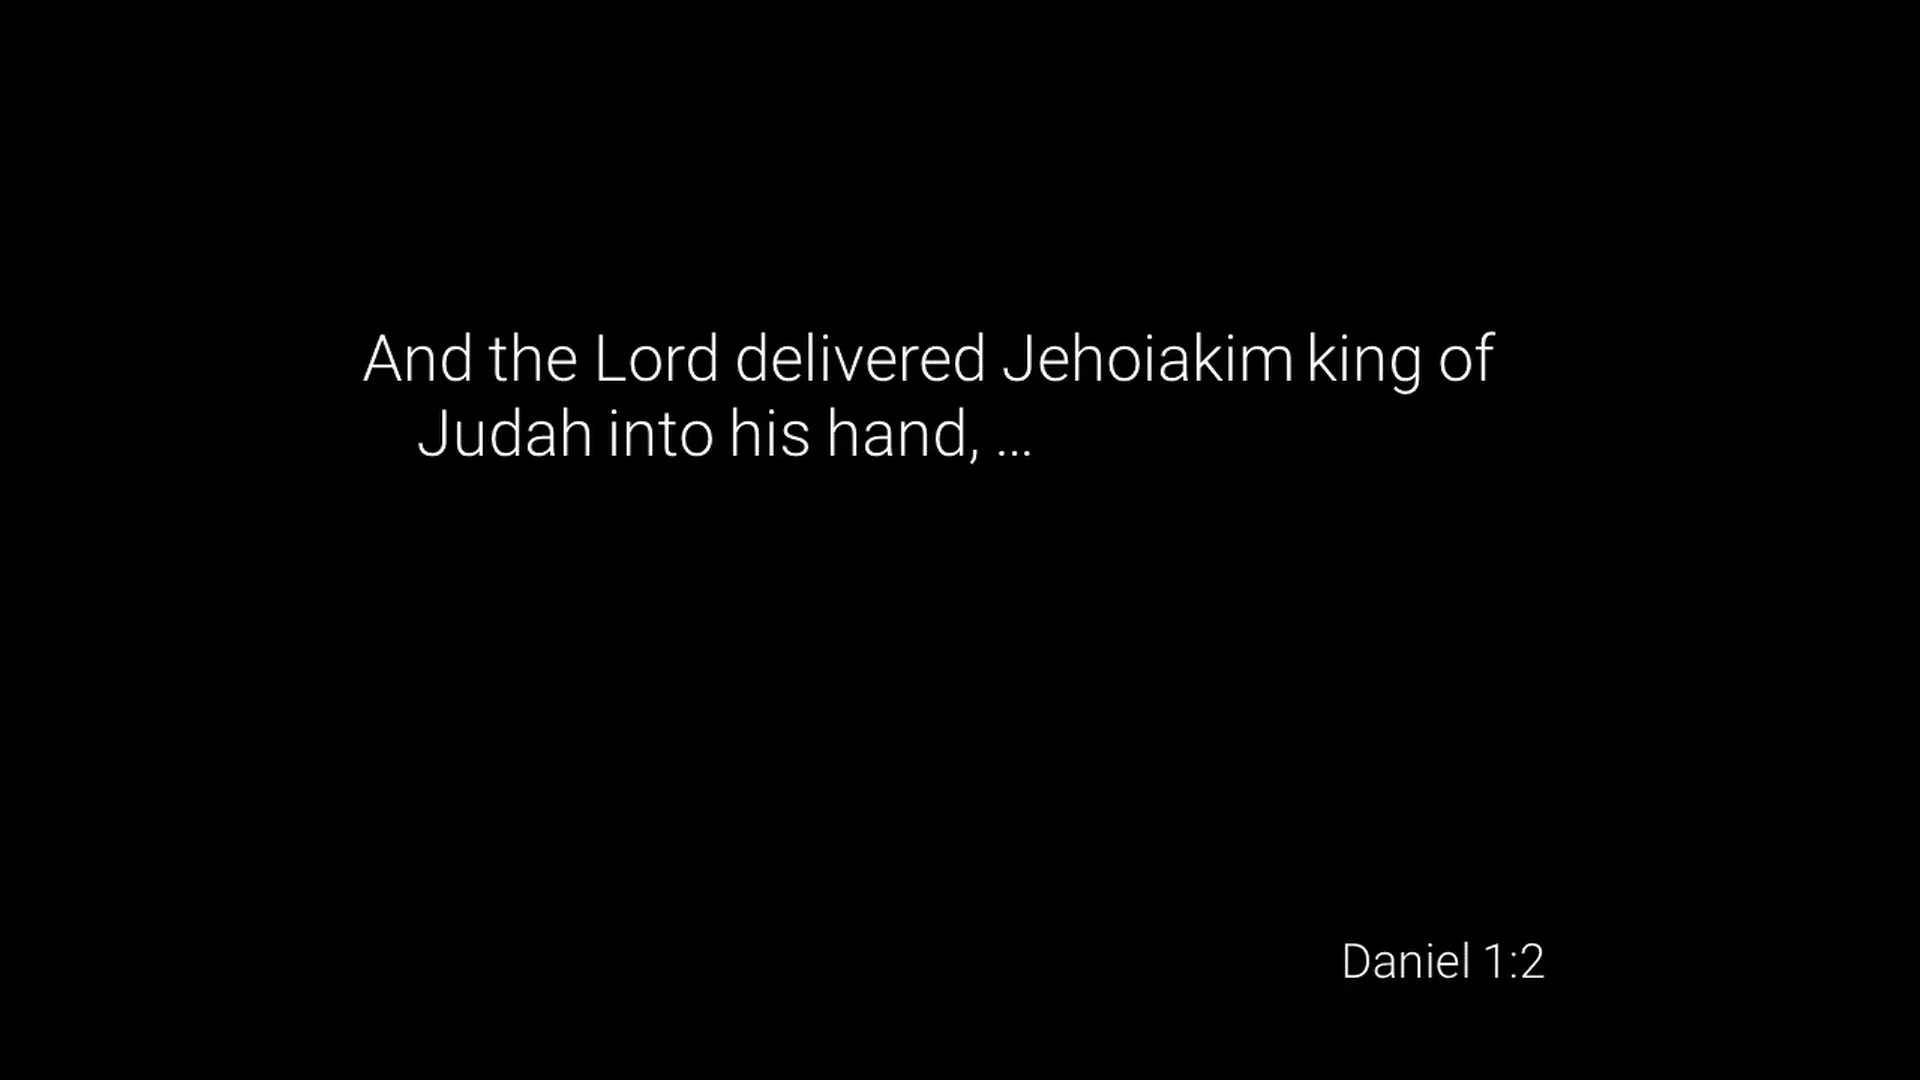 And the Lord delivered Jehoiakim king of
Judah into his hand, ...
Daniel 1:2